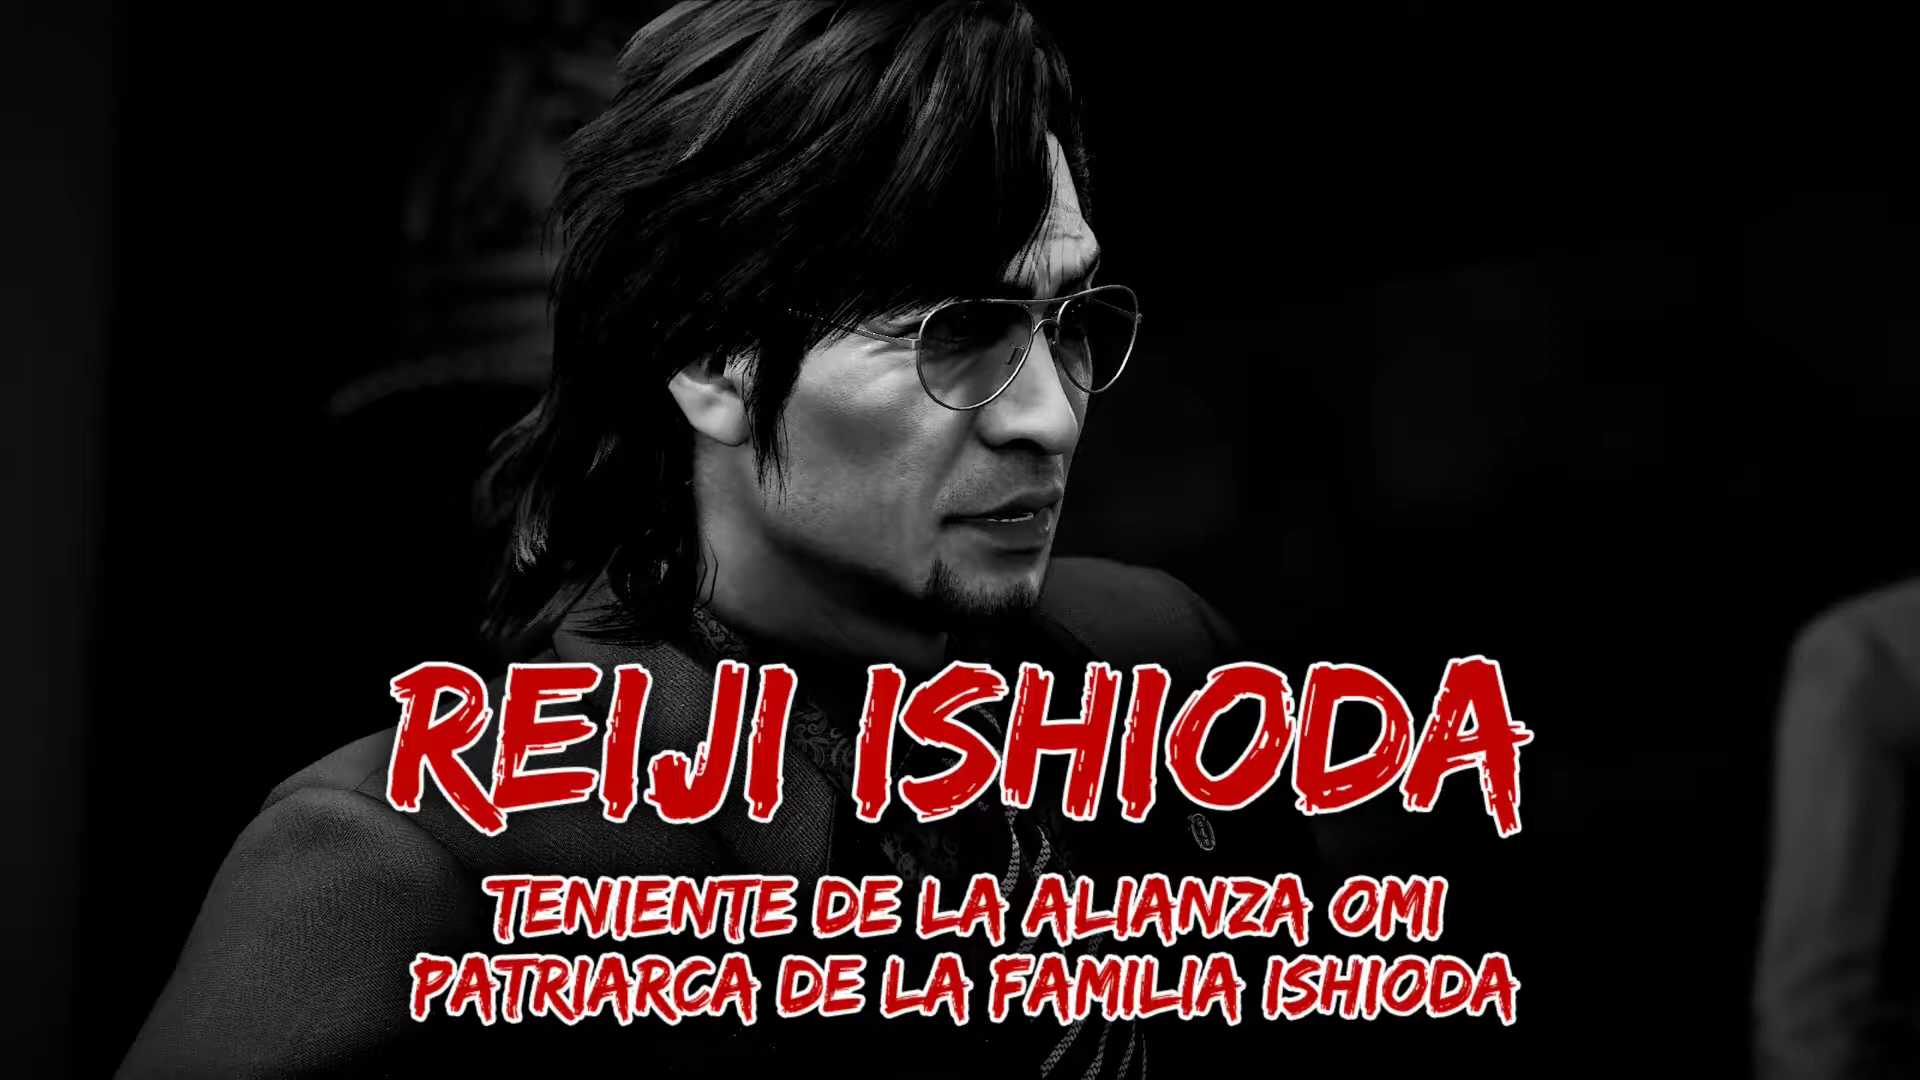 REIJI ISHIODA
TENIENTE DE LA ALIANZA OMI
PATRIARCA DE LA FAMILIA ISHIODA